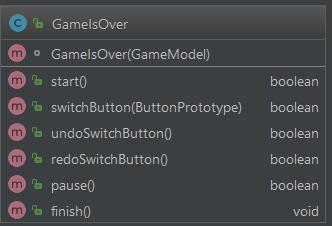 C GameIsOver
m GameIsOver(GameModel)
m start() boolean
m switchButton(ButtonPrototype) boolean
m undoSwitchButton() boolean
m redoSwitchButton() boolean
m pause() boolean
m finish() void